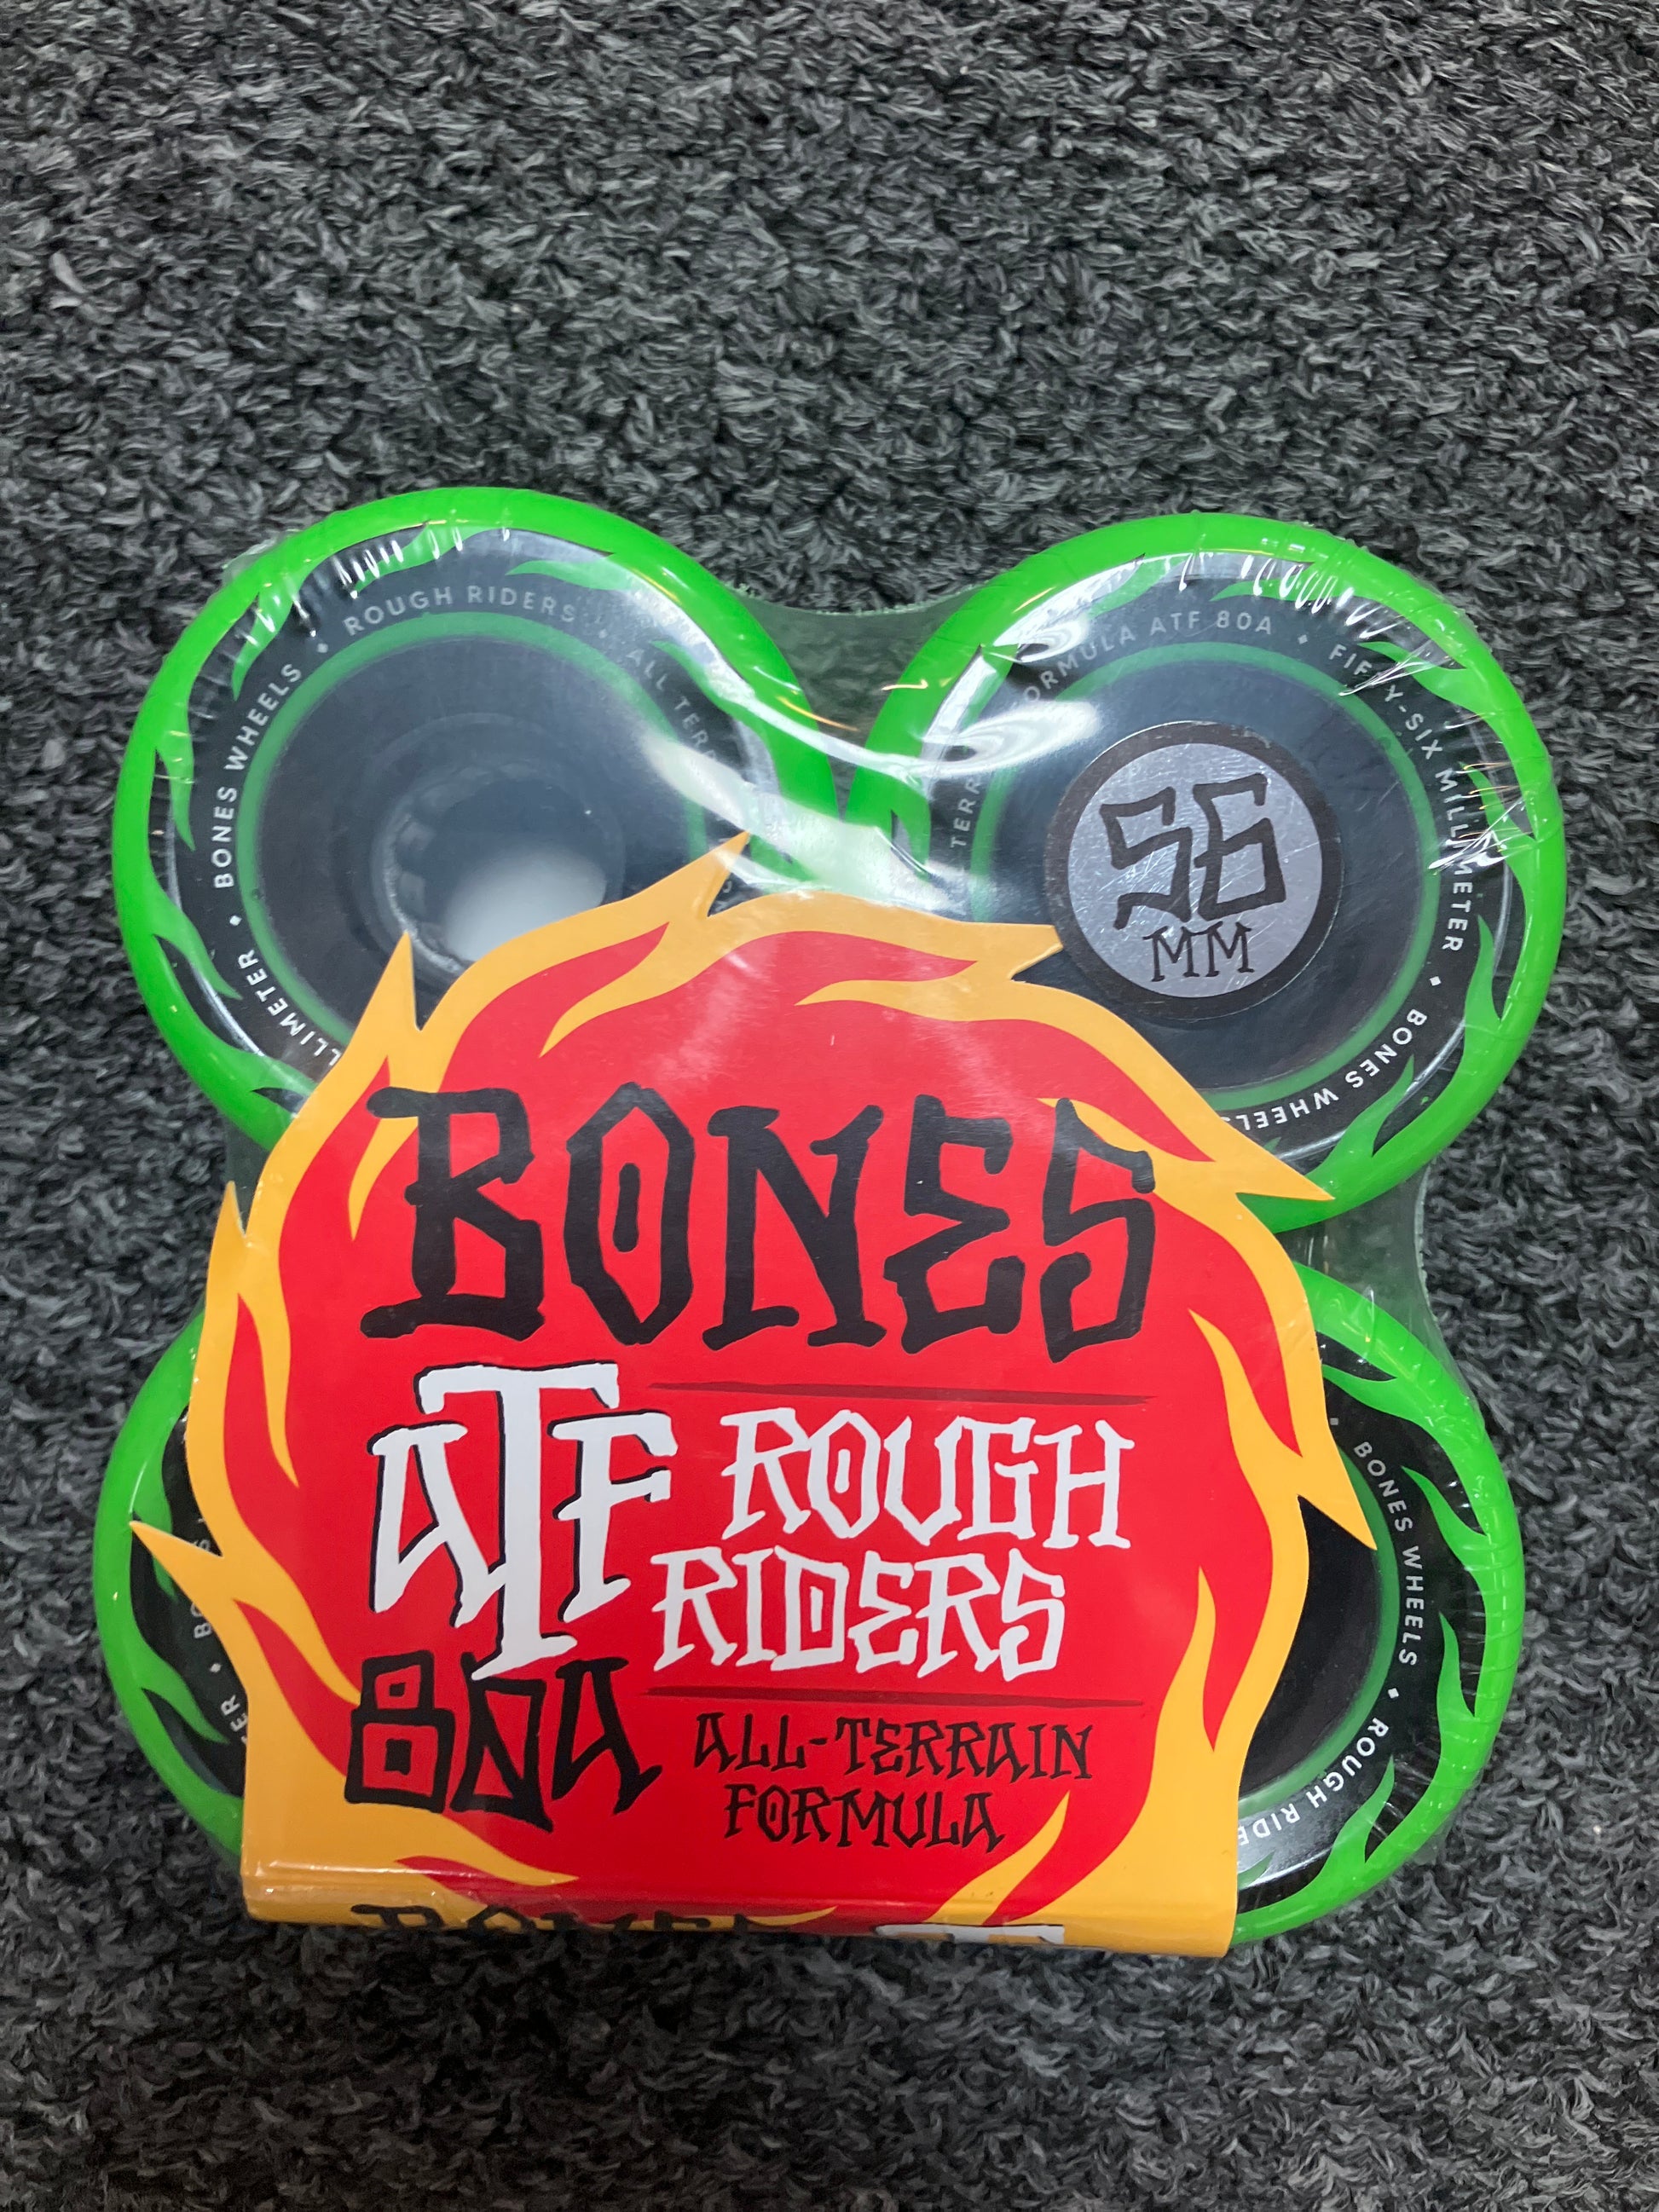 ROUGH RIDERS
BONES WHEELS
FORMULA ATF 80A • FIFTY-SIX MILLIMETER • BONES WHEELS
56
MM
BONES
ATF ROUGH
RIDERS
80A ALL-TERRAIN
FORMULA
BONES WHEELS • ROUGH